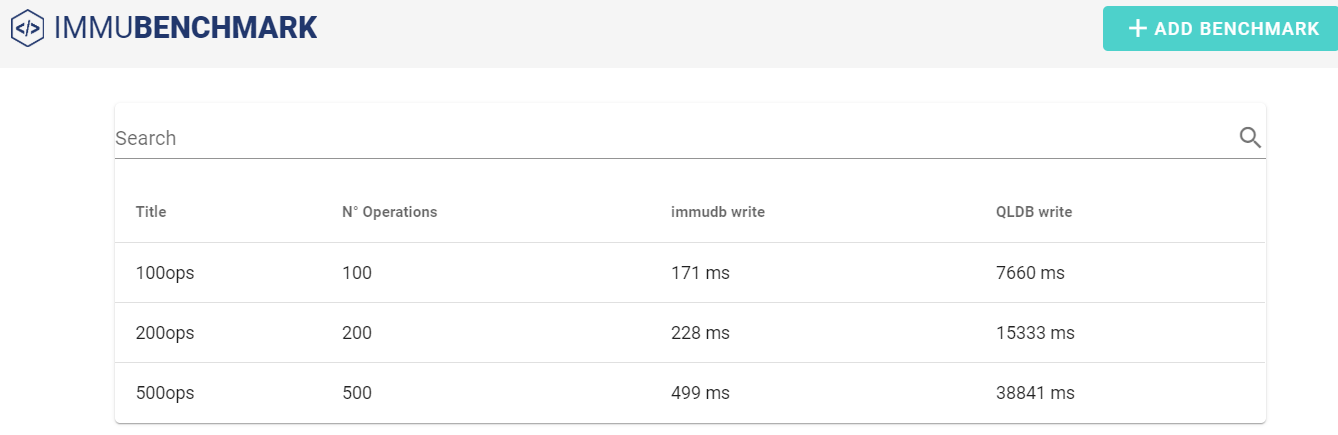 </> IMMUBENCHMARK
+ ADD BENCHMARK
Search
Title N° Operations immudb write QLDB write
100ops 100 171 ms 7660 ms
200ops 200 228 ms 15333 ms
500ops 500 499 ms 38841 ms